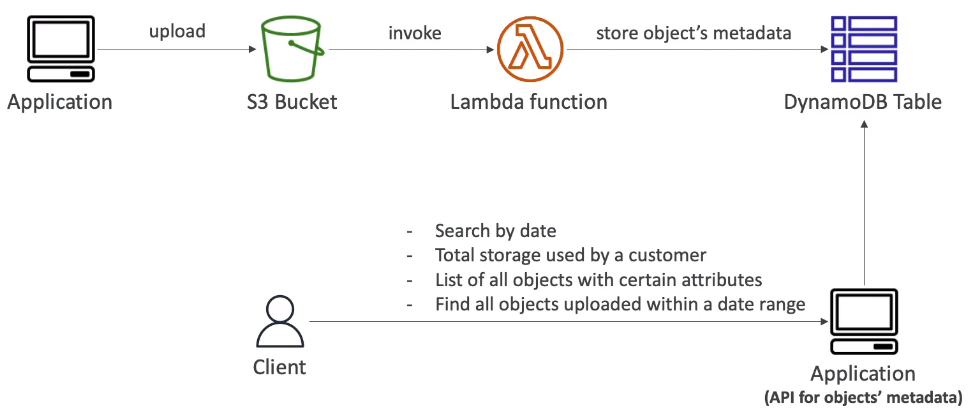 upload
invoke
store object’s metadata
Application
S3 Bucket
Lambda function
DynamoDB Table
- Search by date
- Total storage used by a customer
- List of all objects with certain attributes
- Find all objects uploaded within a date range
Client
Application
(API for objects’ metadata)